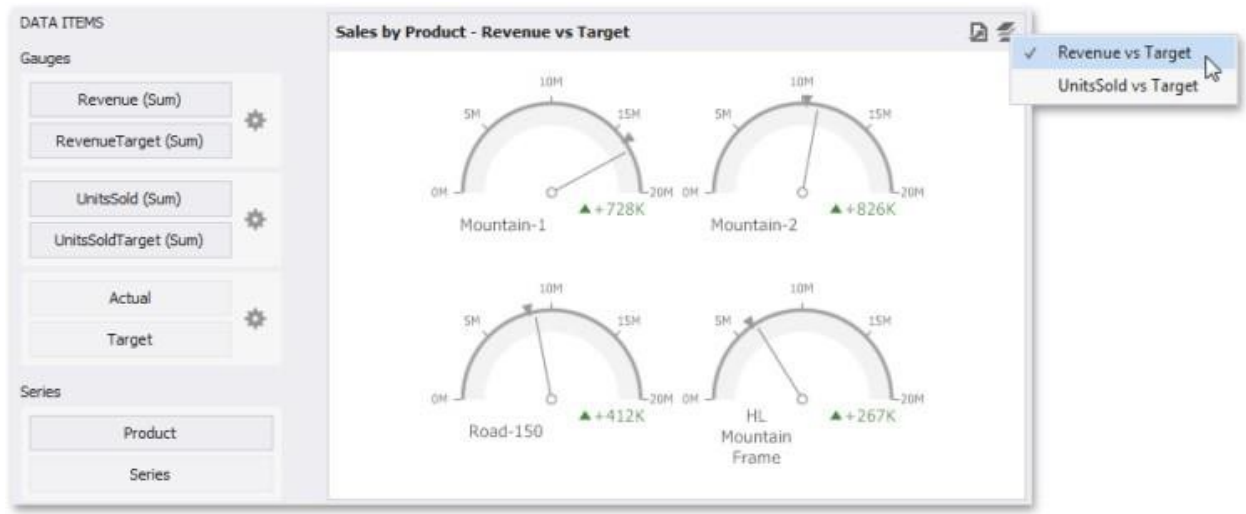 DATA ITEMS
Gauges
Revenue (Sum)
RevenueTarget (Sum)
UnitsSold (Sum)
UnitsSoldTarget (Sum)
Actual
Target
Series
Product
Series
Sales by Product - Revenue vs Target
Revenue vs Target
UnitsSold vs Target
0M
5M
10M
15M
20M
+728K
Mountain-1
0M
5M
10M
15M
20M
+826K
Mountain-2
0M
5M
10M
15M
20M
+412K
Road-150
0M
5M
10M
15M
20M
+267K
HL
Mountain
Frame